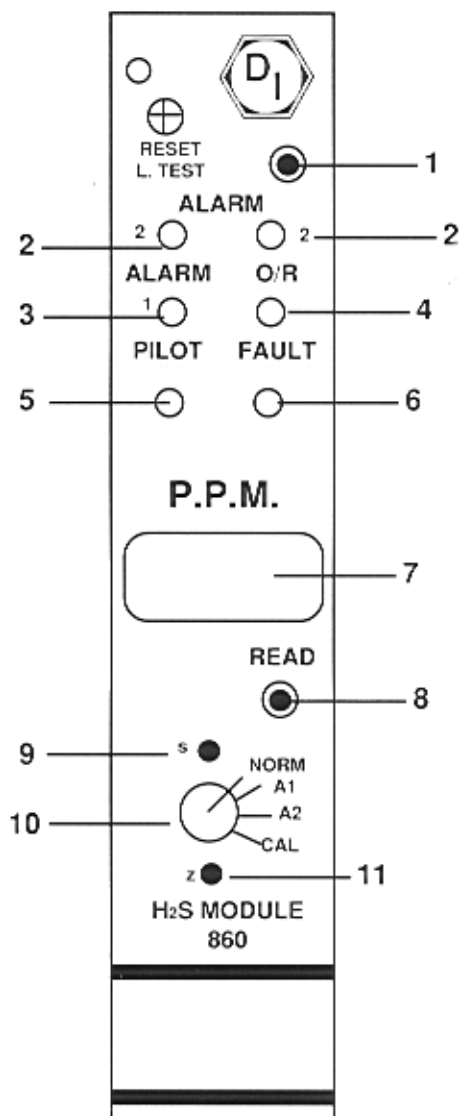 DI
RESET
L. TEST
1
ALARM
2 2 2 2
ALARM O/R
3 1 4
PILOT FAULT
5 6
P.P.M.
7
READ
8
9 S
NORM
A1
10 A2
CAL
Z 11
H2S MODULE
860